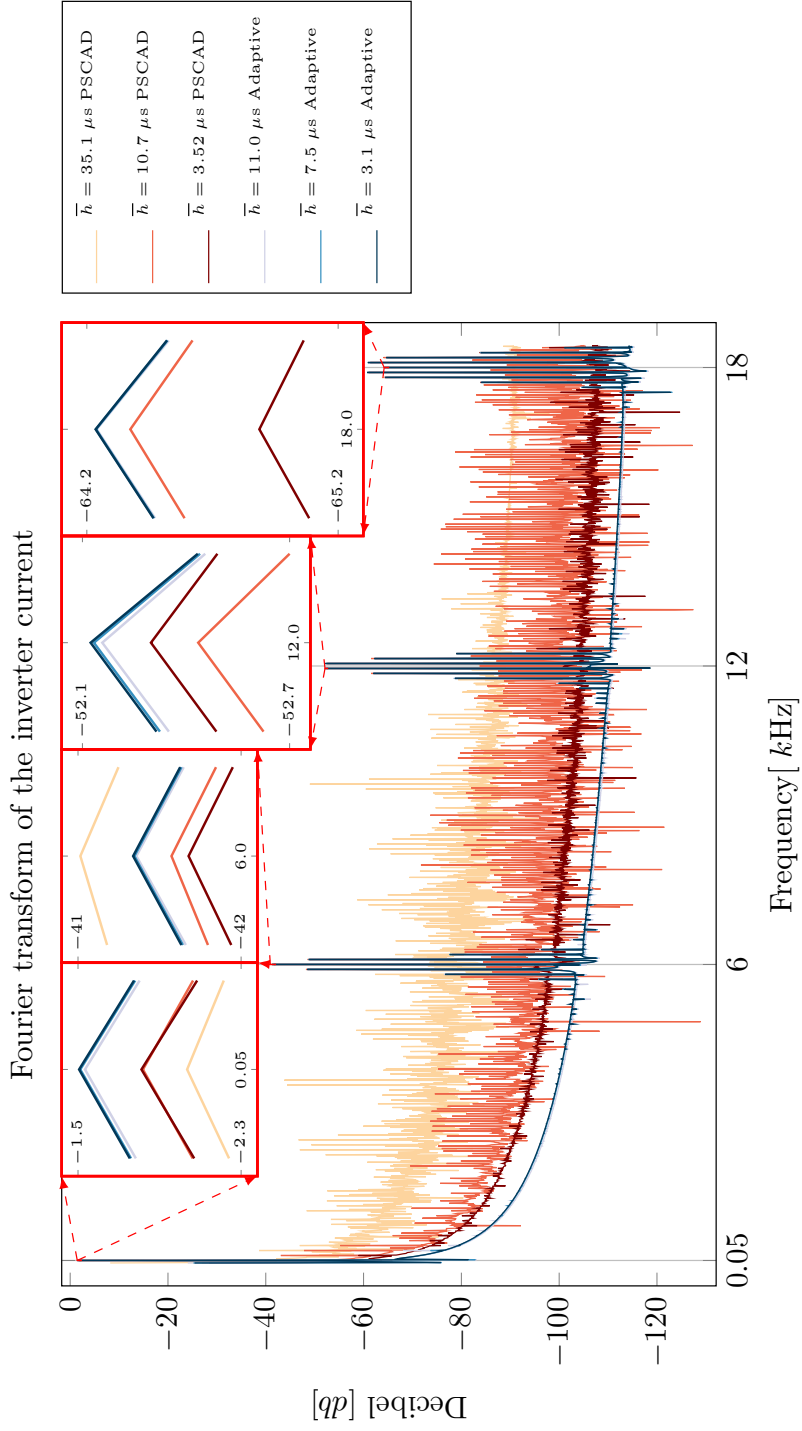 Fourier transform of the inverter current
Decibel [db]
0
−20
−40
−60
−80
−100
−120
0.05
6
12
18
Frequency[ kHz]
−1.5
−2.3
0.05
−41
−42
6.0
−52.1
−52.7
12.0
−64.2
−65.2
18.0
h̅ = 35.1 μs PSCAD
h̅ = 10.7 μs PSCAD
h̅ = 3.52 μs PSCAD
h̅ = 11.0 μs Adaptive
h̅ = 7.5 μs Adaptive
h̅ = 3.1 μs Adaptive